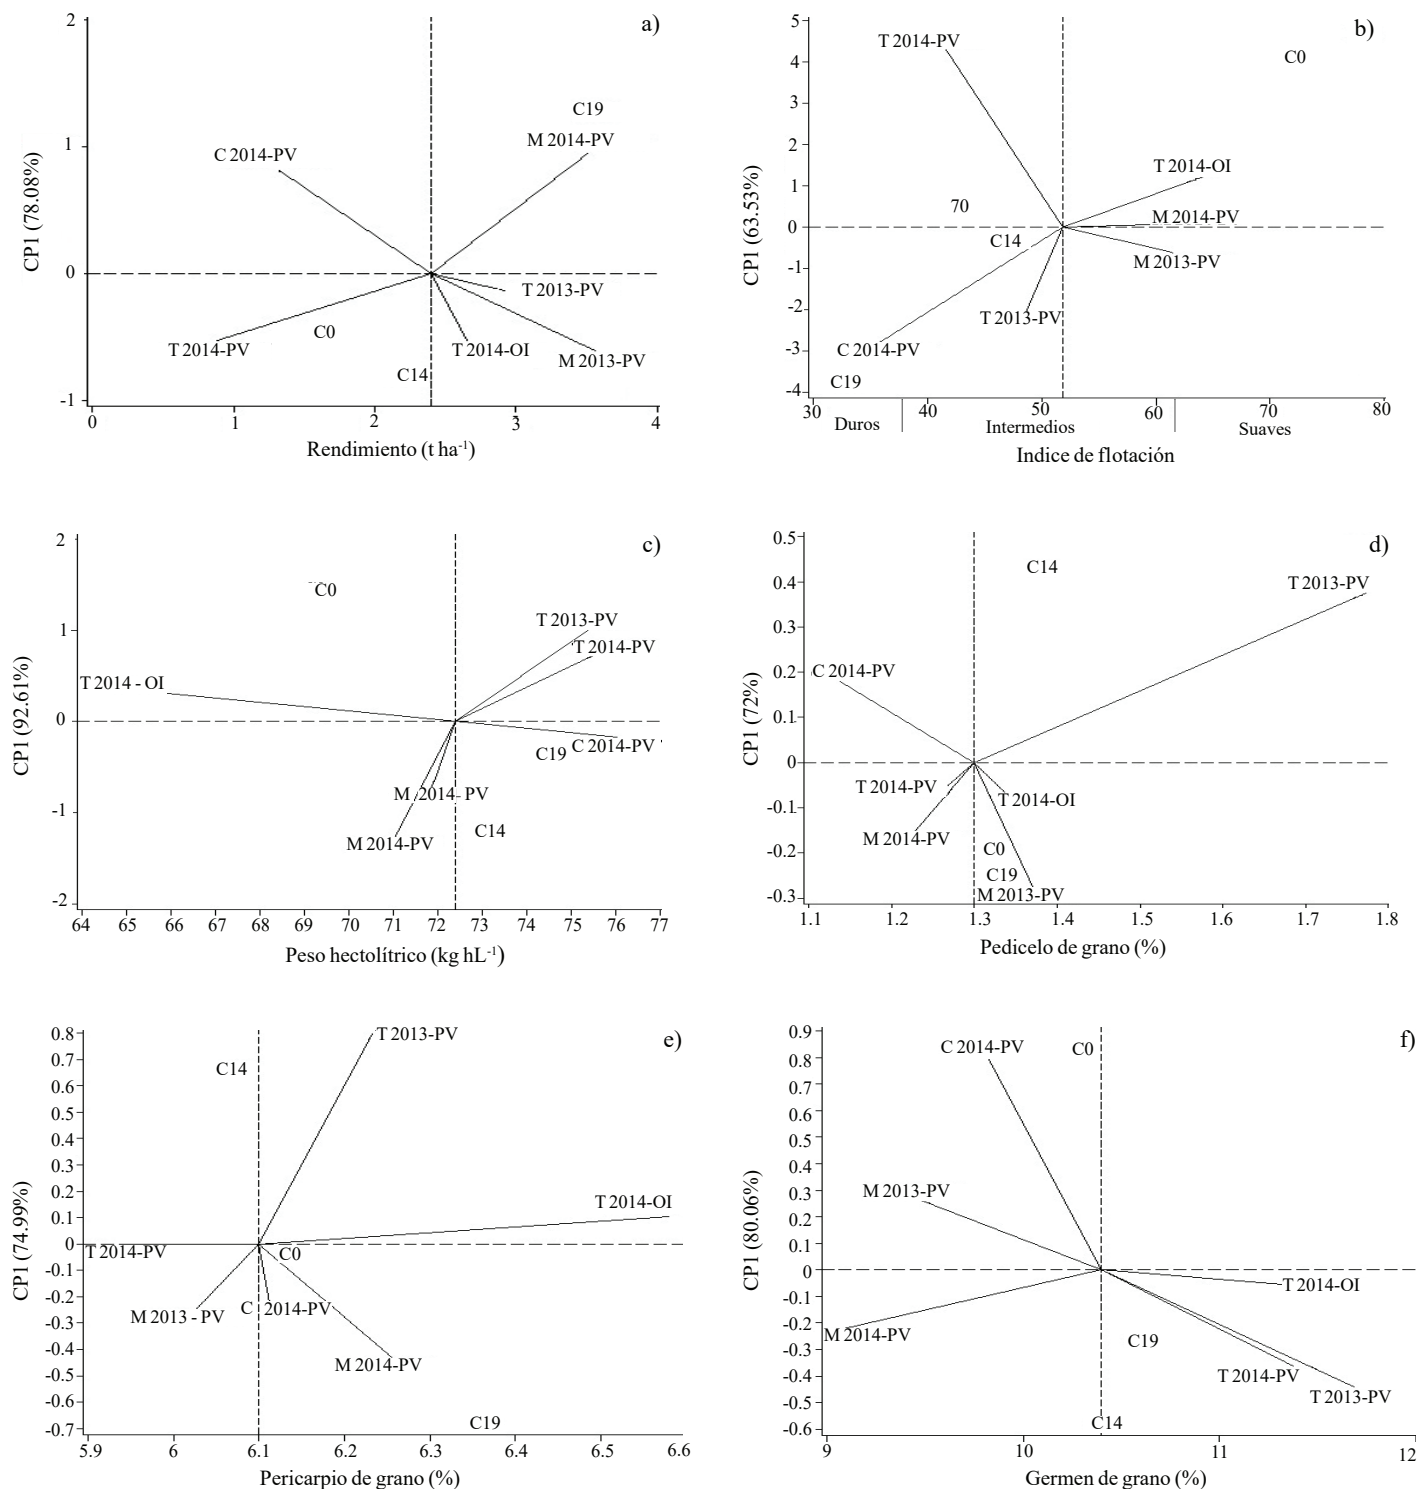 a)
2
1
0
-1
CP1 (78.08%)
C19
M 2014-PV
C 2014-PV
T 2013-PV
C0
T 2014-PV
T 2014-OI
M 2013-PV
C14
0 1 2 3 4
Rendimiento (t ha-1)
b)
5
4
3
2
1
0
-1
-2
-3
-4
CP1 (63.53%)
T 2014-PV
C0
T 2014-OI
70
M 2014-PV
C14
M 2013-PV
T 2013-PV
C 2014-PV
C19
30 40 50 60 70 80
Duros Intermedios Suaves
Indice de flotación
c)
2
1
0
-1
-2
CP1 (92.61%)
C0
T 2013-PV
T 2014-PV
T 2014 - OI
C19 C 2014-PV
M 2014- PV
C14
M 2014-PV
64 65 66 67 68 69 70 71 72 73 74 75 76 77
Peso hectolítrico (kg hL-1)
d)
0.5
0.4
0.3
0.2
0.1
0
-0.1
-0.2
-0.3
CP1 (72%)
C14
T 2013-PV
C 2014-PV
T 2014-PV
T 2014-OI
M 2014-PV
C0
C19
M 2013-PV
1.1 1.2 1.3 1.4 1.5 1.6 1.7 1.8
Pedicelo de grano (%)
e)
0.8
0.7
0.6
0.5
0.4
0.3
0.2
0.1
0
-0.1
-0.2
-0.3
-0.4
-0.5
-0.6
-0.7
CP1 (74.99%)
T 2013-PV
C14
T 2014-OI
T 2014-PV
C0
M 2013 - PV
C 2014-PV
M 2014-PV
C19
5.9 6 6.1 6.2 6.3 6.4 6.5 6.6
Pericarpio de grano (%)
f)
0.9
0.8
0.7
0.6
0.5
0.4
0.3
0.2
0.1
0
-0.1
-0.2
-0.3
-0.4
-0.5
-0.6
CP1 (80.06%)
C 2014-PV
C0
M 2013-PV
T 2014-OI
M 2014-PV
C19
T 2014-PV
T 2013-PV
C14
9 10 11 12
Germen de grano (%)